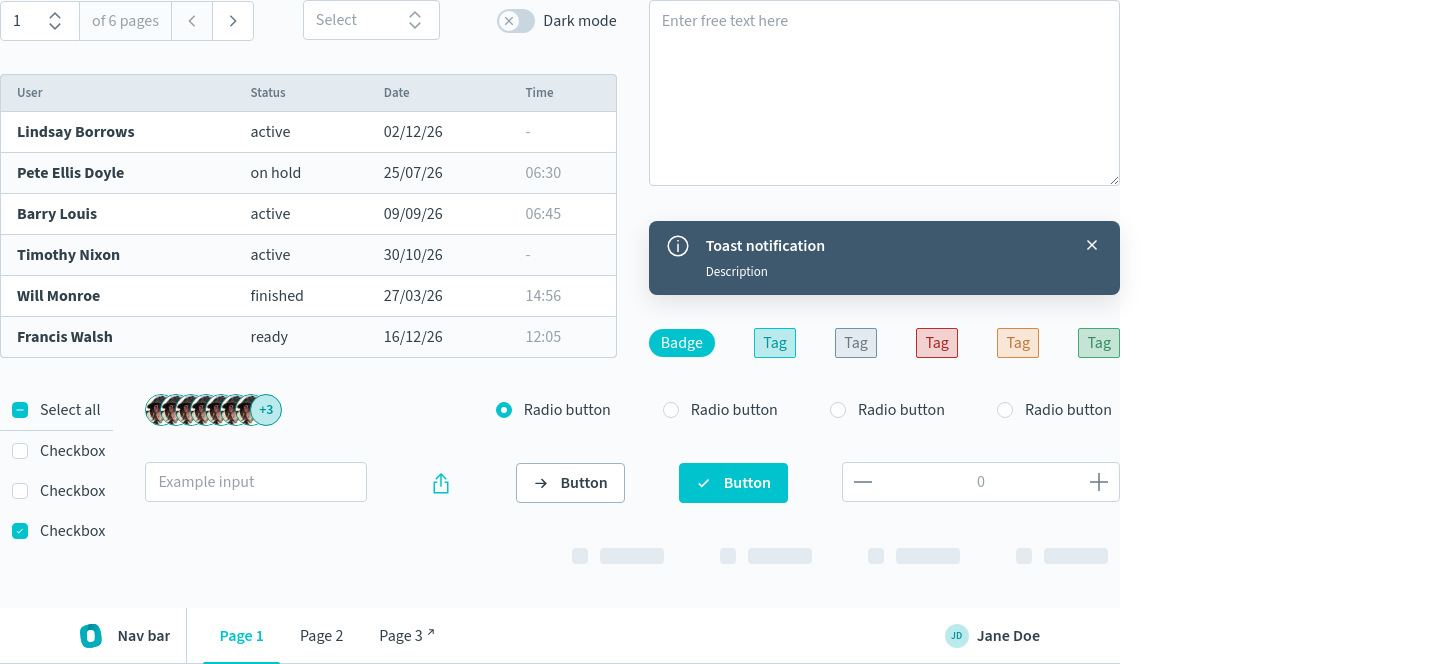 1 of 6 pages
Select
Dark mode
Enter free text here
User Status Date Time
Lindsay Borrows active 02/12/26 -
Pete Ellis Doyle on hold 25/07/26 06:30
Barry Louis active 09/09/26 06:45
Timothy Nixon active 30/10/26 -
Will Monroe finished 27/03/26 14:56
Francis Walsh ready 16/12/26 12:05
Toast notification
Description
Badge Tag Tag Tag Tag Tag
Select all
Checkbox
Checkbox
Checkbox
+3
Radio button Radio button Radio button Radio button
Example input
Button
Button
0
Nav bar Page 1 Page 2 Page 3 ↗
JD Jane Doe